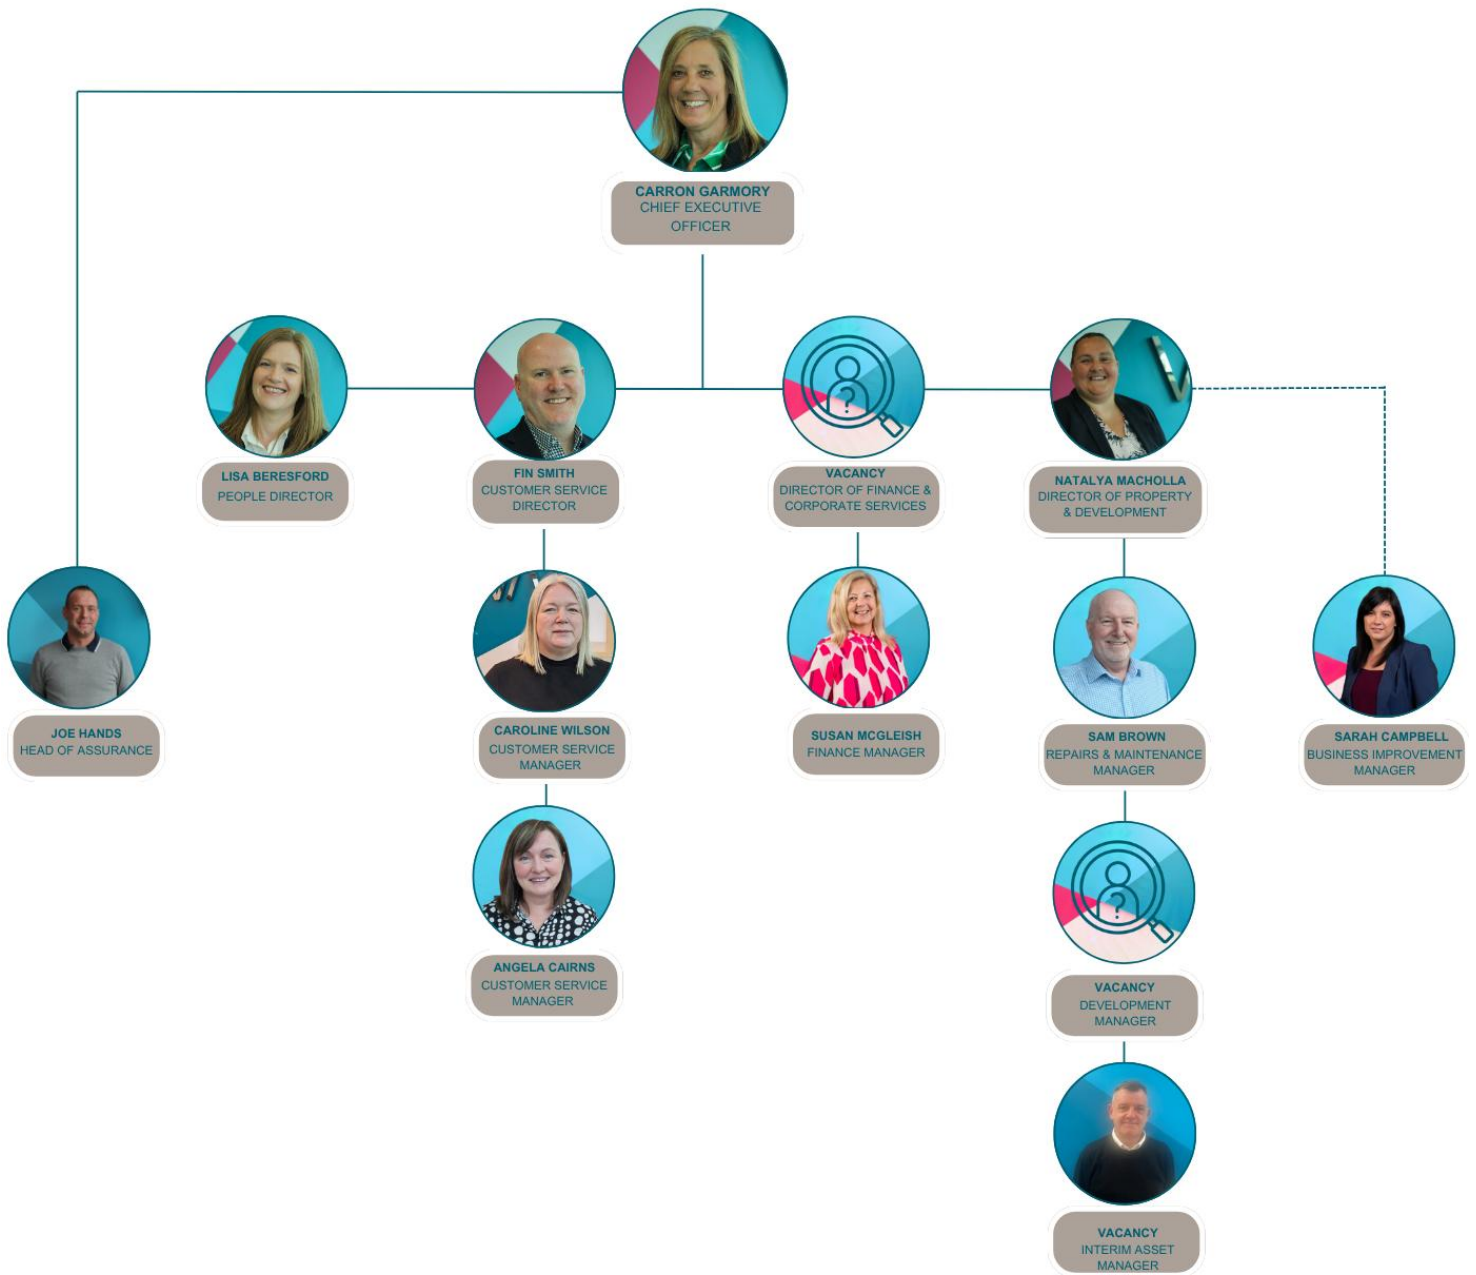 CARRON GARMORY
CHIEF EXECUTIVE
OFFICER
LISA BERESFORD
PEOPLE DIRECTOR
FIN SMITH
CUSTOMER SERVICE
DIRECTOR
VACANCY
DIRECTOR OF FINANCE &
CORPORATE SERVICES
NATALYA MACHOLLA
DIRECTOR OF PROPERTY
& DEVELOPMENT
JOE HANDS
HEAD OF ASSURANCE
CAROLINE WILSON
CUSTOMER SERVICE
MANAGER
SUSAN MCGLEISH
FINANCE MANAGER
SAM BROWN
REPAIRS & MAINTENANCE
MANAGER
SARAH CAMPBELL
BUSINESS IMPROVEMENT
MANAGER
ANGELA CAIRNS
CUSTOMER SERVICE
MANAGER
VACANCY
DEVELOPMENT
MANAGER
VACANCY
INTERIM ASSET
MANAGER